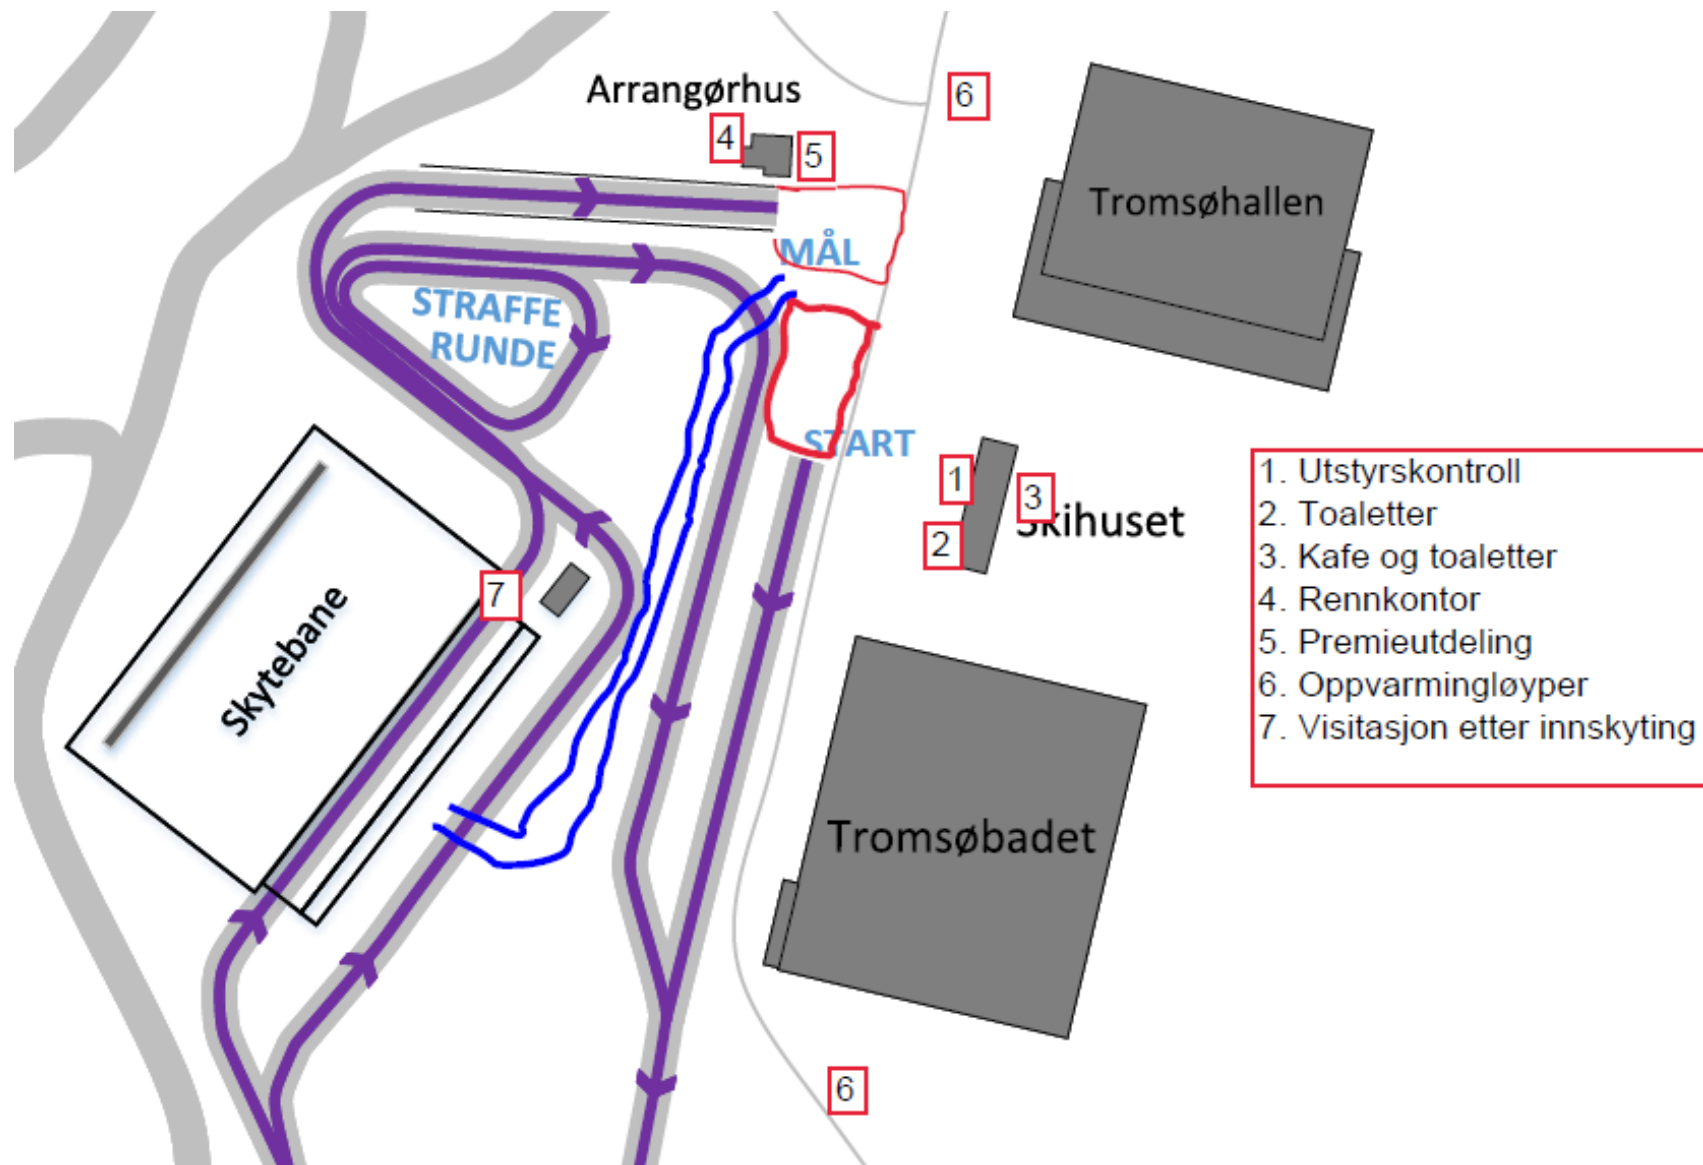 Arrangørhus
4
5
6
Tromsøhallen
MÅL
STRAFFE
RUNDE
START
1
3
2
Skihuset
7
Skytebane
Tromsøbadet
6
1. Utstyrskontroll
2. Toaletter
3. Kafe og toaletter
4. Rennkontor
5. Premieutdeling
6. Oppvarmingløyper
7. Visitasjon etter innskyting